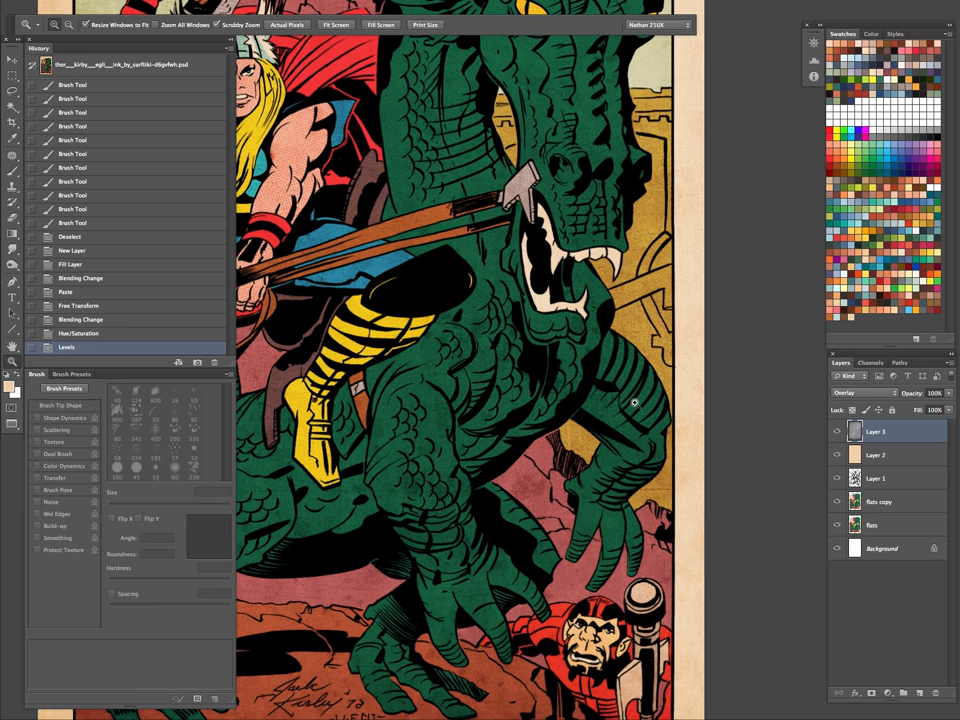 Resize Windows to Fit Zoom All Windows Scrubby Zoom Actual Pixels Fit Screen Fill Screen Print Size Nathan 21UX
History
thor__kirby__egli__ink_by_surftiki-d6gvfwh.psd
Brush Tool
Brush Tool
Brush Tool
Brush Tool
Brush Tool
Brush Tool
Brush Tool
Brush Tool
Brush Tool
Brush Tool
Brush Tool
Deselect
New Layer
Fill Layer
Blending Change
Paste
Free Transform
Blending Change
Hue/Saturation
Levels
Brush Brush Presets
Brush Presets
Brush Tip Shape
Shape Dynamics
Scattering
Texture
Dual Brush
Color Dynamics
Transfer
Brush Pose
Noise
Wet Edges
Build-up
Smoothing
Protect Texture
Size
Flip X Flip Y
Angle:
Roundness:
Hardness
Spacing
Swatches Color Styles
Layers Channels Paths
Kind
Overlay Opacity: 100%
Lock: Fill: 100%
Layer 3
Layer 2
Layer 1
flats copy
flats
Background
Jack
Kirby '72